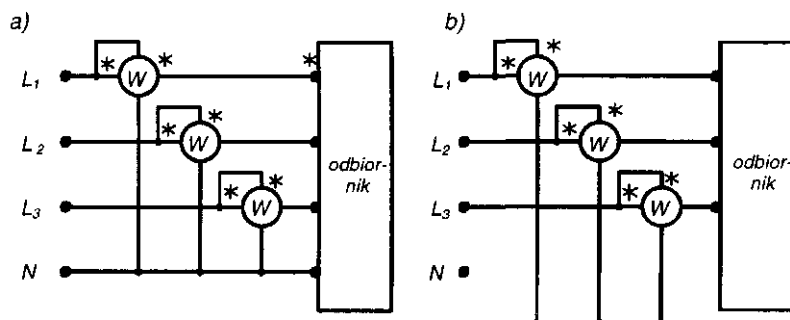 a)
* * *
L1 W
* *
L2 W
* *
L3 W
N
odbior-
nik
b)
* *
L1 W
* *
L2 W
* *
L3 W
N
odbior-
nik